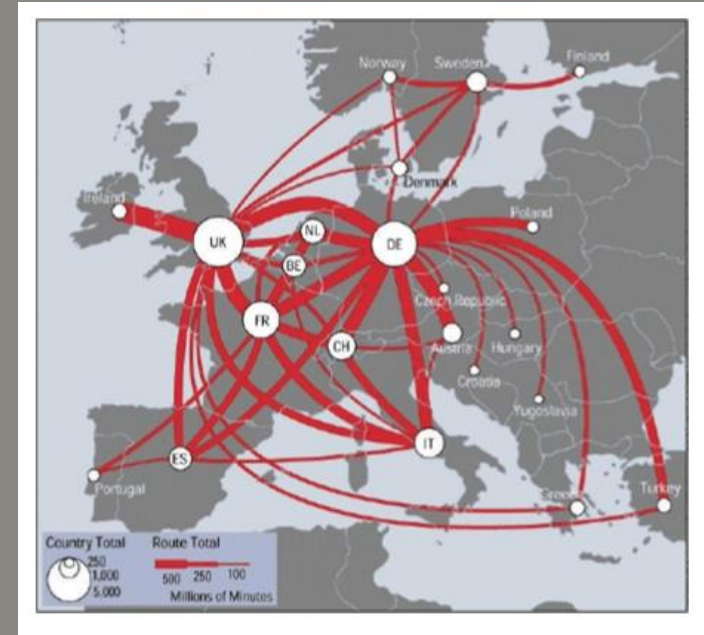 Norway
Sweden
Finland
Denmark
Ireland
UK
NL
DE
Poland
BE
Czech Republic
FR
CH
Austria
Hungary
Croatia
Yugoslavia
IT
ES
Portugal
Greece
Turkey
Country Total
250
1,000
5,000
Route Total
500 250 100
Millions of Minutes